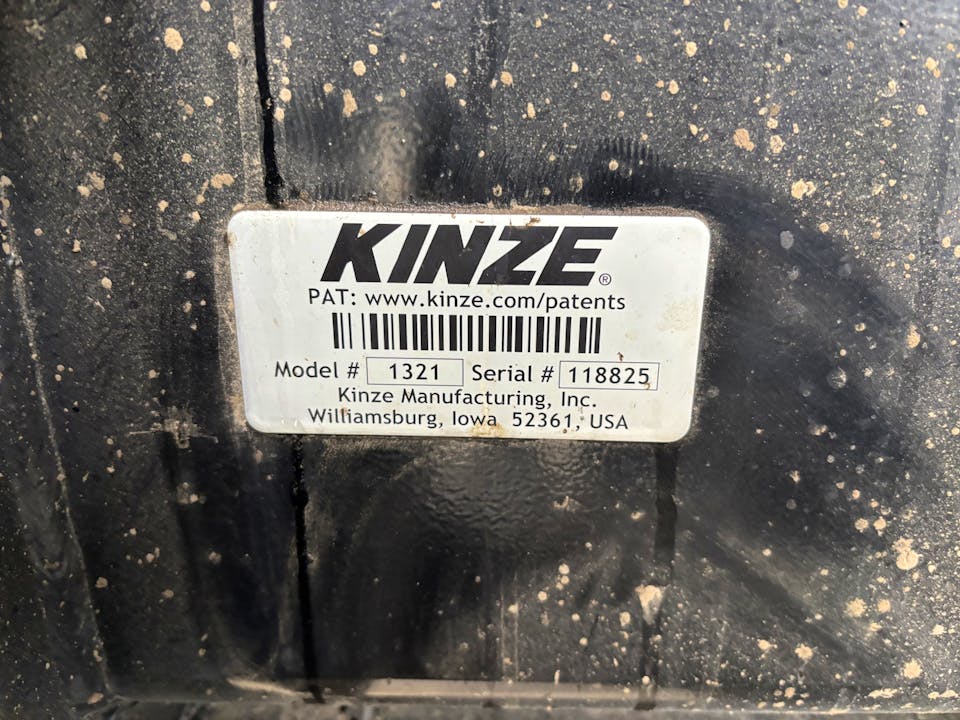 KINZE®
PAT: www.kinze.com/patents
Model # 1321 Serial # 118825
Kinze Manufacturing, Inc.
Williamsburg, Iowa 52361, USA